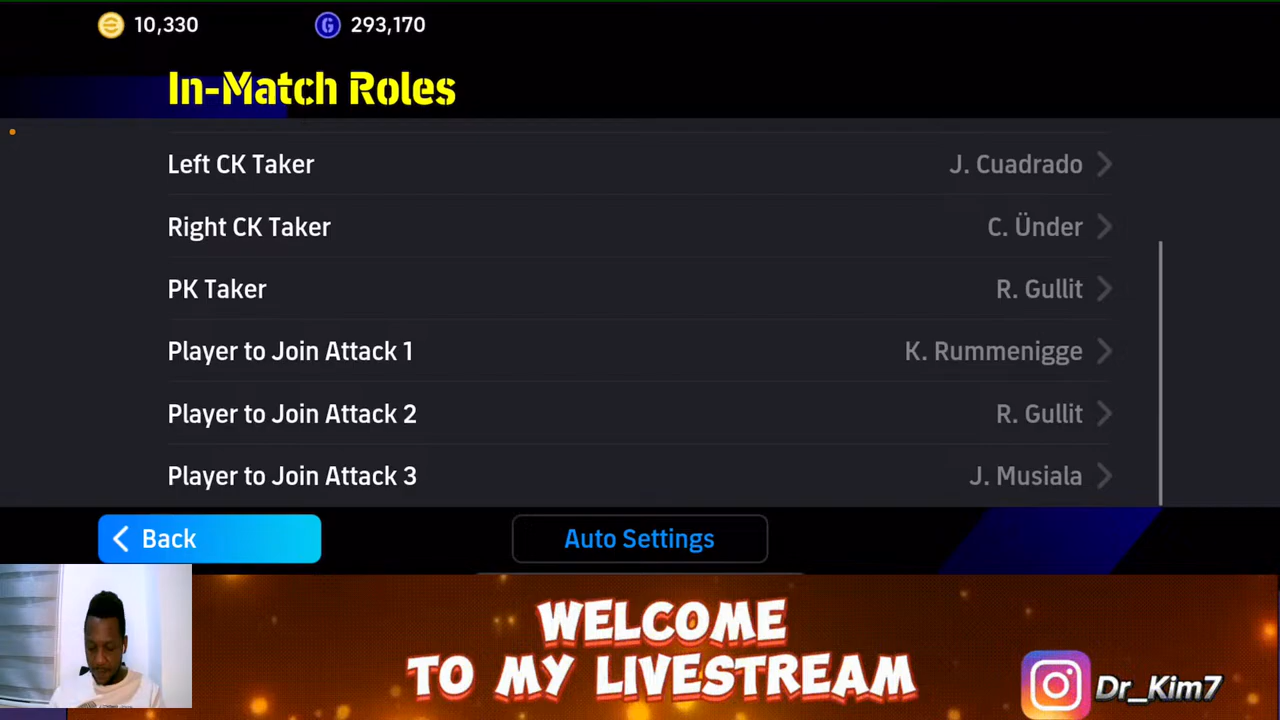 10,330
293,170
In-Match Roles
Left CK Taker
J. Cuadrado
Right CK Taker
C. Ünder
PK Taker
R. Gullit
Player to Join Attack 1
K. Rummenigge
Player to Join Attack 2
R. Gullit
Player to Join Attack 3
J. Musiala
Back
Auto Settings
WELCOME
TO MY LIVESTREAM
Dr_Kim7